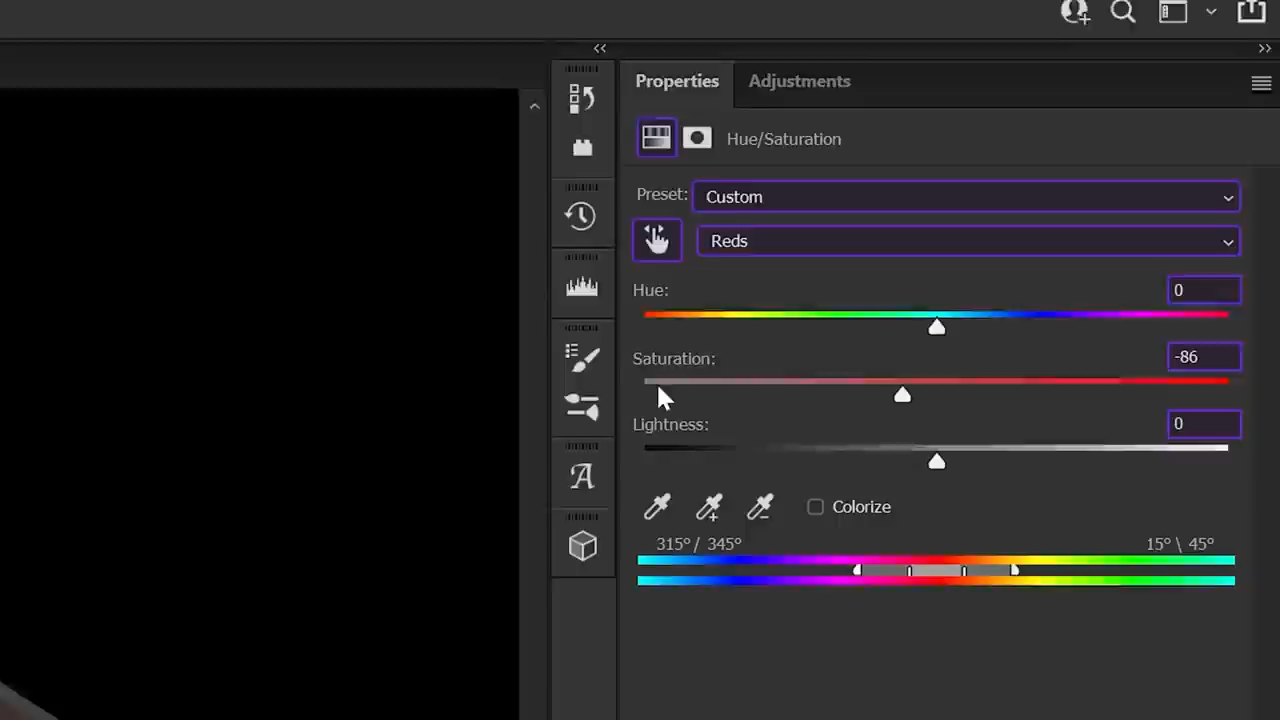 Properties
Adjustments
Hue/Saturation
Preset:
Custom
Reds
Hue:
0
Saturation:
-86
Lightness:
0
Colorize
315°/ 345°
15°\ 45°